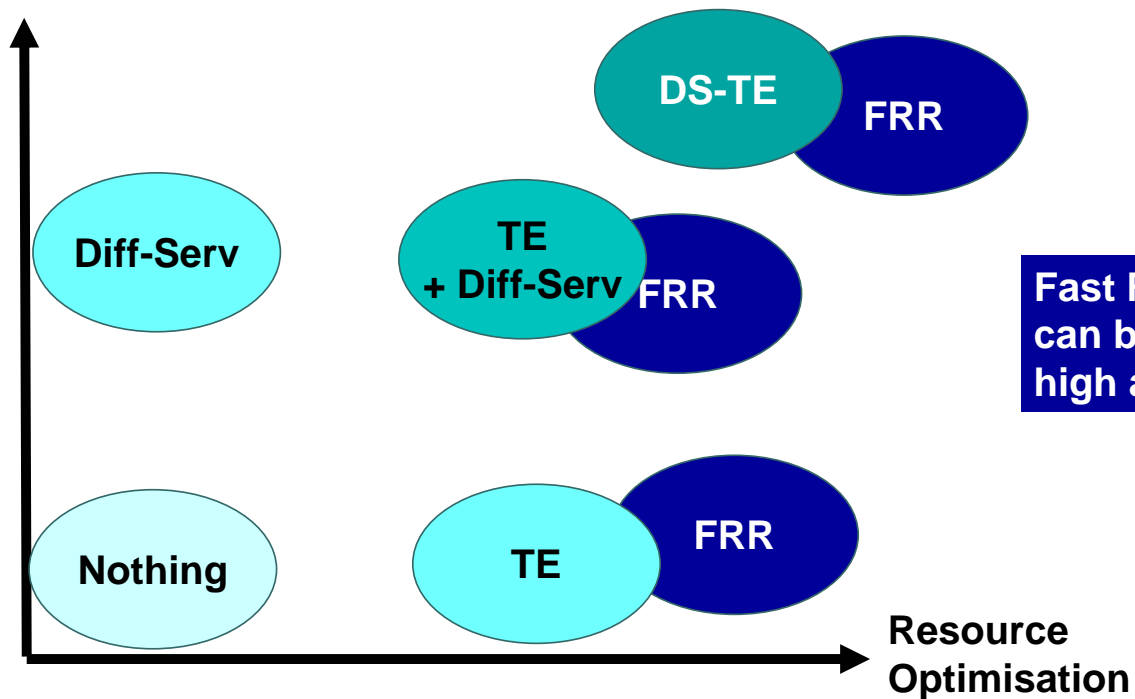 DS-TE
FRR
Diff-Serv
TE
+ Diff-Serv
FRR
Fast
can b
high a
Nothing
TE
FRR
Resource
Optimisation